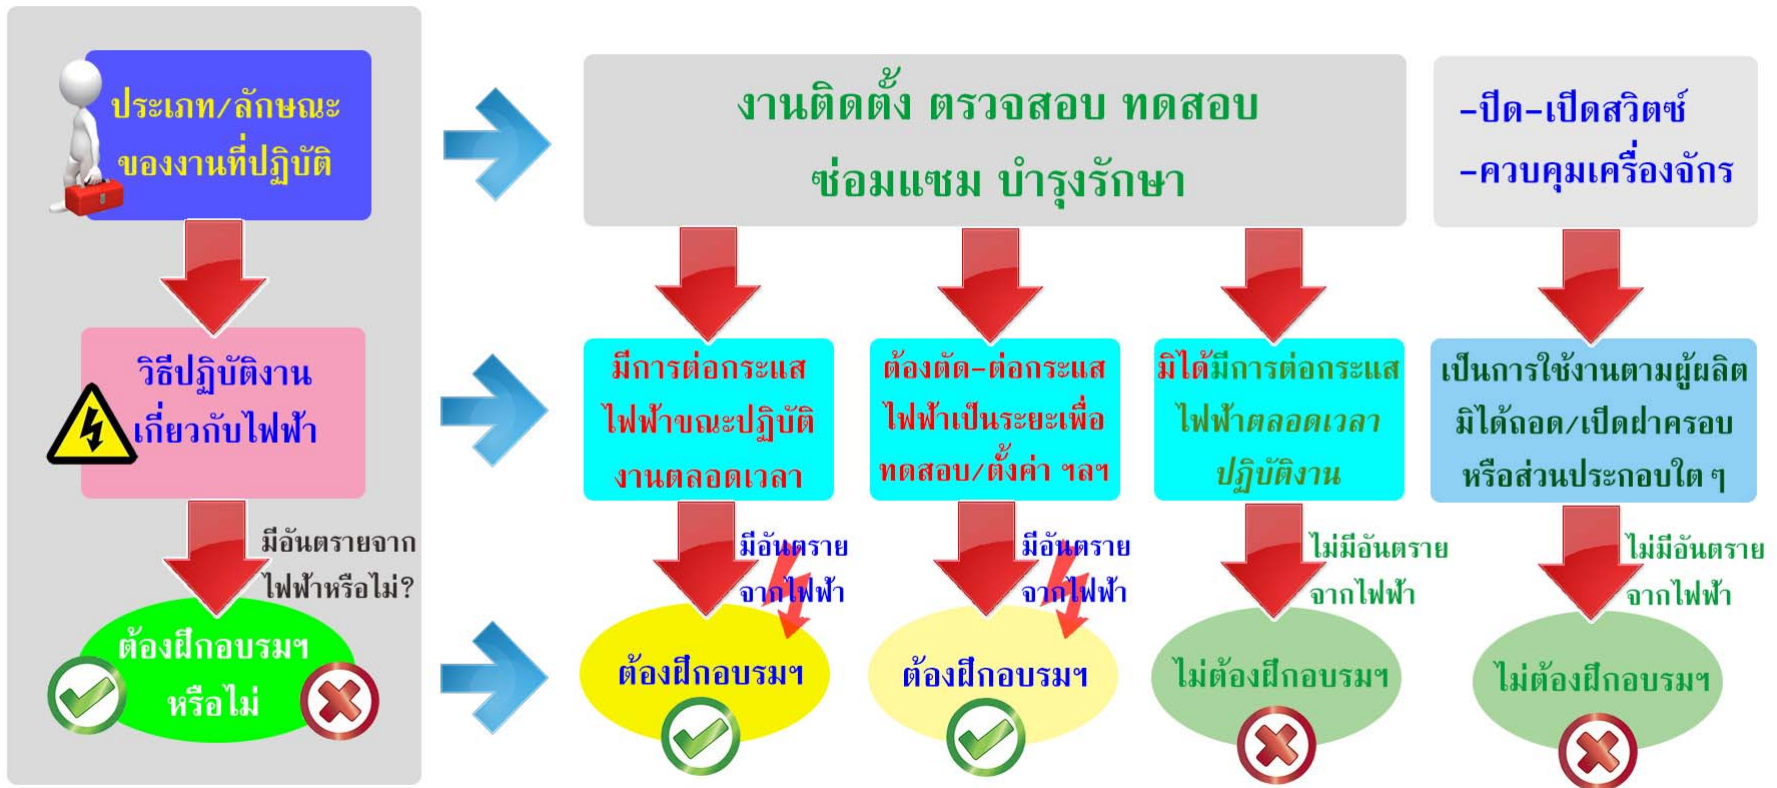 ประเภท/ลักษณะ
ของงานที่ปฏิบัติ
งานติดตั้ง ตรวจสอบ ทดสอบ
ซ่อมแซม บำรุงรักษา
-ปิด-เปิดสวิตซ์
-ควบคุมเครื่องจักร
วิธีปฏิบัติงาน
เกี่ยวกับไฟฟ้า
มีการต่อกระแส
ไฟฟ้าขณะปฏิบัติ
งานตลอดเวลา
ต้องตัด-ต่อกระแส
ไฟฟ้าเป็นระยะเพื่อ
ทดสอบ/ตั้งค่า ฯลฯ
มิได้มีการต่อกระแส
ไฟฟ้าตลอดเวลา
ปฏิบัติงาน
เป็นการใช้งานตามผู้ผลิต
มิได้ถอด/เปิดฝาครอบ
หรือส่วนประกอบใด ๆ
มีอันตรายจาก
ไฟฟ้าหรือไม่?
มีอันตราย
จากไฟฟ้า
มีอันตราย
จากไฟฟ้า
ไม่มีอันตราย
จากไฟฟ้า
ไม่มีอันตราย
จากไฟฟ้า
ต้องฝึกอบรมฯ
หรือไม่
ต้องฝึกอบรมฯ
ต้องฝึกอบรมฯ
ไม่ต้องฝึกอบรมฯ
ไม่ต้องฝึกอบรมฯ